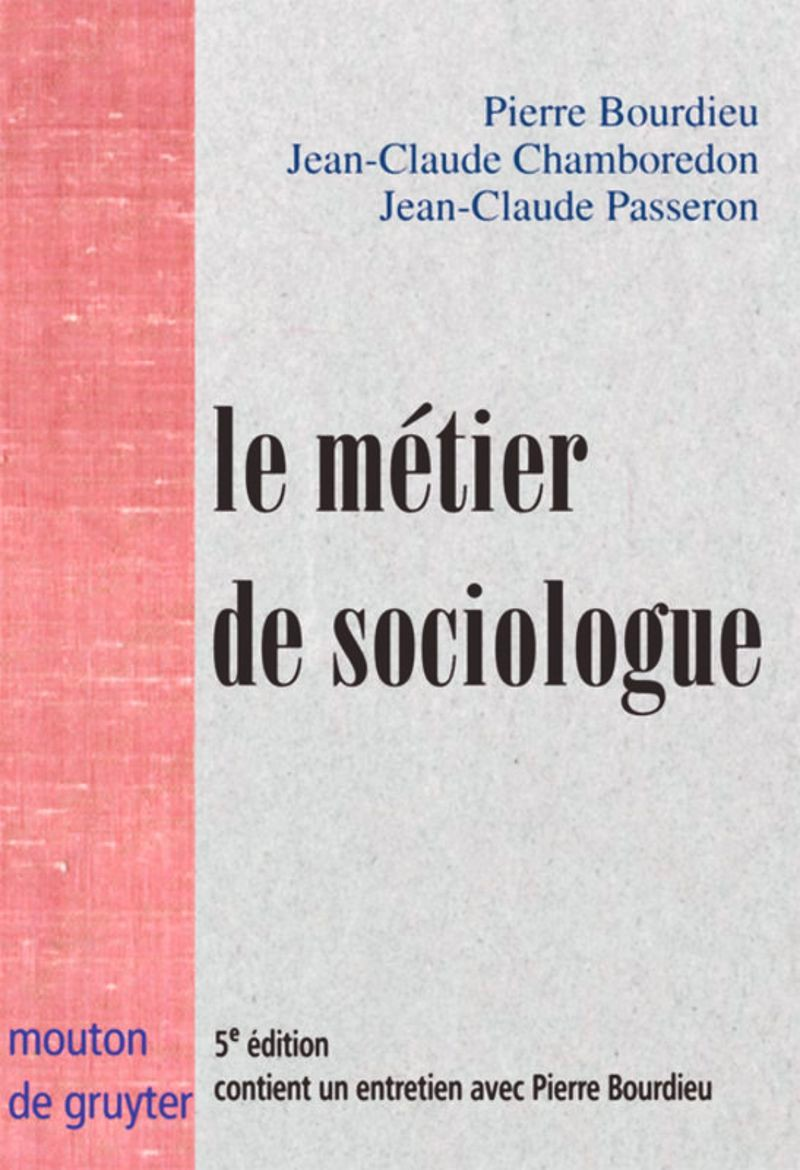 Pierre Bourdieu
Jean-Claude Chamboredon
Jean-Claude Passeron
le métier
de sociologue
mouton
de gruyter
5e édition
contient un entretien avec Pierre Bourdieu